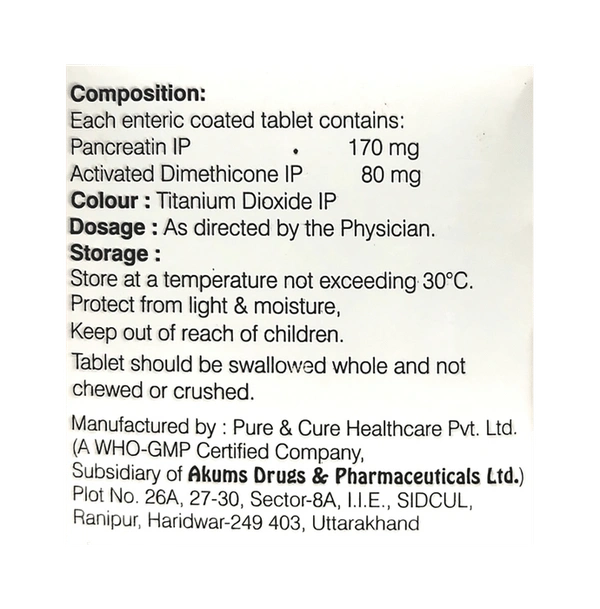 Composition:
Each enteric coated tablet contains:
Pancreatin IP . 170 mg
Activated Dimethicone IP 80 mg
Colour : Titanium Dioxide IP
Dosage : As directed by the Physician.
Storage :
Store at a temperature not exceeding 30°C.
Protect from light & moisture,
Keep out of reach of children.
Tablet should be swallowed whole and not
chewed or crushed.
Manufactured by : Pure & Cure Healthcare Pvt. Ltd.
(A WHO-GMP Certified Company,
Subsidiary of Akums Drugs & Pharmaceuticals Ltd.)
Plot No. 26A, 27-30, Sector-8A, I.I.E., SIDCUL,
Ranipur, Haridwar-249 403, Uttarakhand